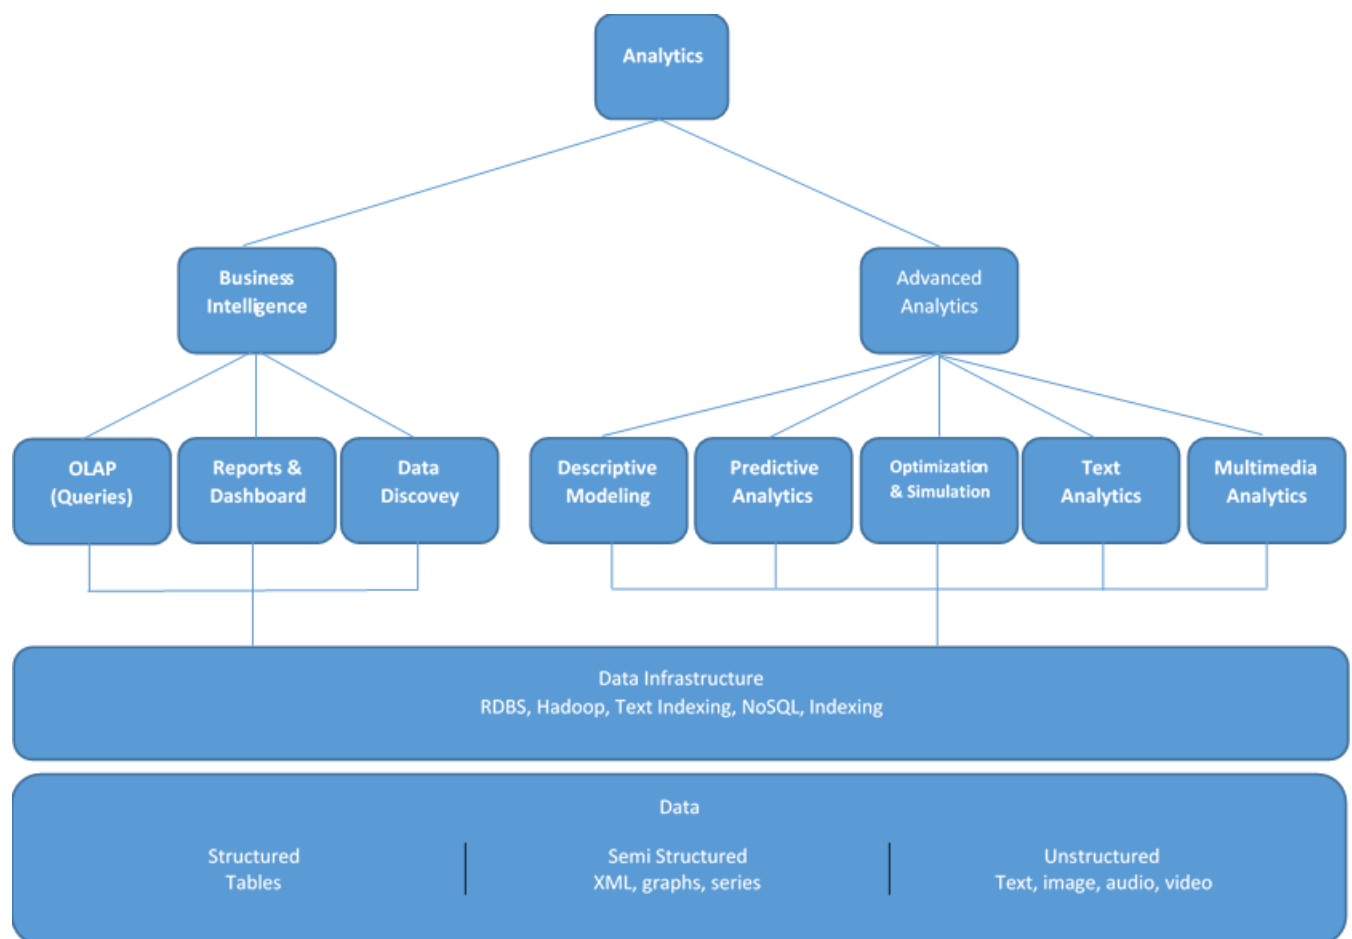 Analytics
Business
Intelligence
Advanced
Analytics
OLAP
(Queries)
Reports &
Dashboard
Data
Discovey
Descriptive
Modeling
Predictive
Analytics
Optimization
& Simulation
Text
Analytics
Multimedia
Analytics
Data Infrastructure
RDBS, Hadoop, Text Indexing, NoSQL, Indexing
Data
Structured
Tables
Semi Structured
XML, graphs, series
Unstructured
Text, image, audio, video